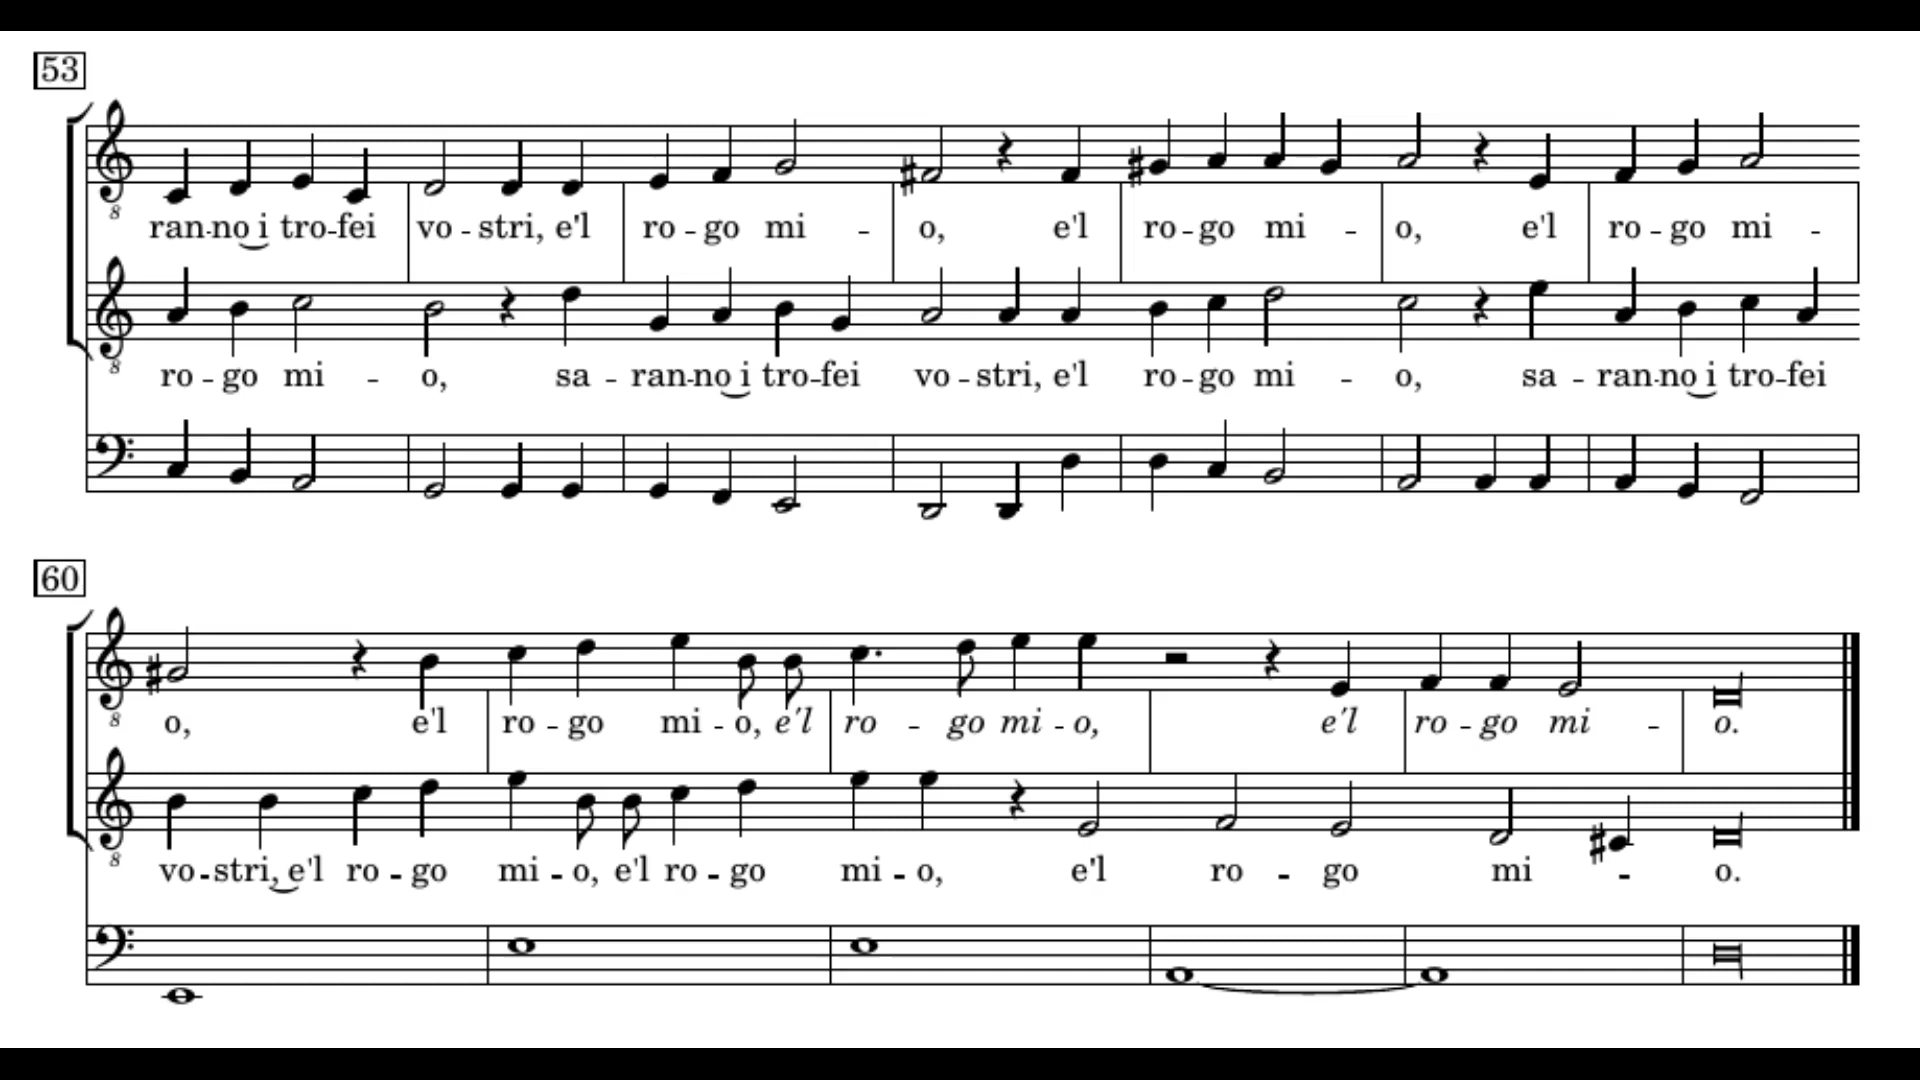 53
ran-no i tro-fei vo-stri, e'l ro-go mi - o, e'l ro-go mi - o, e'l ro-go mi -
ro-go mi - o, sa-ran-no i tro-fei vo-stri, e'l ro-go mi - o, sa-ran-no i tro-fei
60
o, e'l ro-go mi-o, e'l ro - go mi-o, e'l ro-go mi - o.
vo-stri, e'l ro-go mi-o, e'l ro-go mi-o, e'l ro - go mi - o.